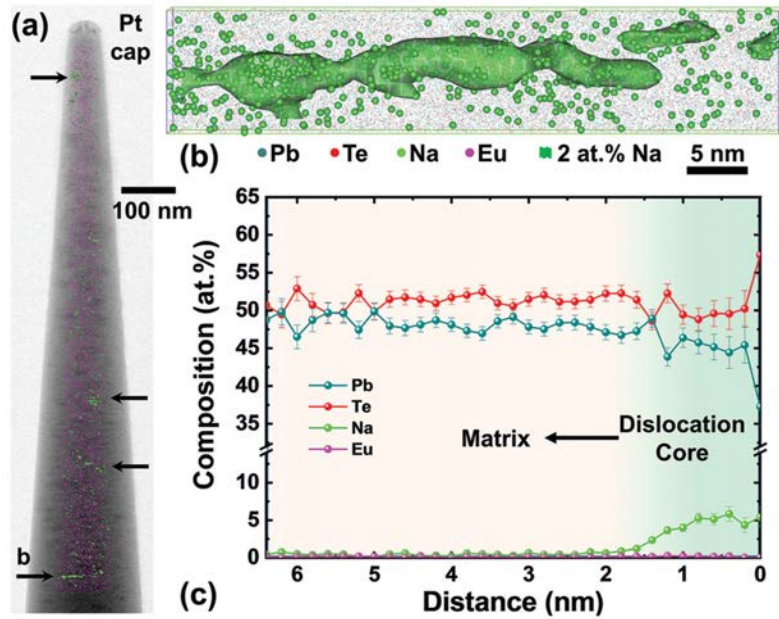 (a)
Pt
cap
100 nm
b
(b)
Pb Te Na Eu 2 at.% Na
5 nm
Composition (at.%)
65
60
55
50
45
40
35
10
5
0
Pb
Te
Na
Eu
Matrix
Dislocation
Core
6 5 4 3 2 1 0
(c)
Distance (nm)